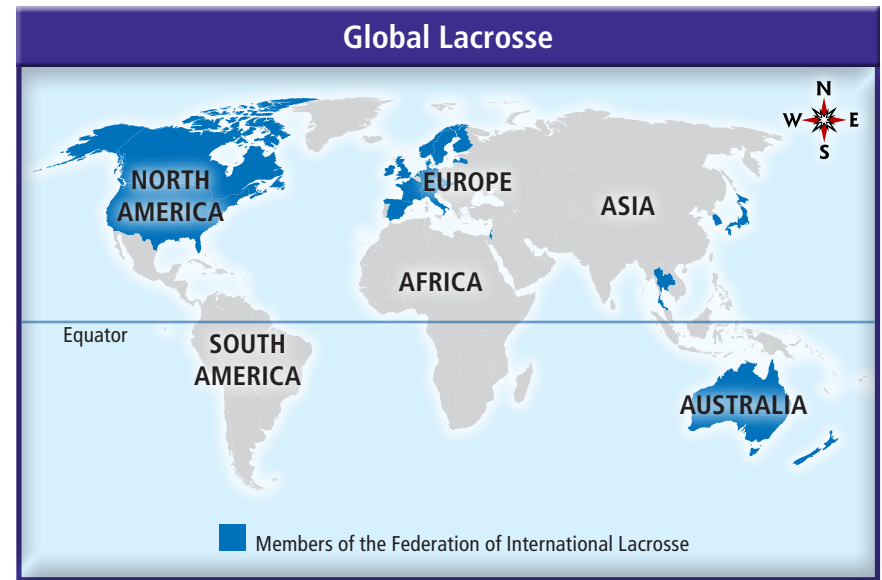 Global Lacrosse
N
W E
S
NORTH
AMERICA
EUROPE
ASIA
AFRICA
Equator
SOUTH
AMERICA
AUSTRALIA
Members of the Federation of International Lacrosse